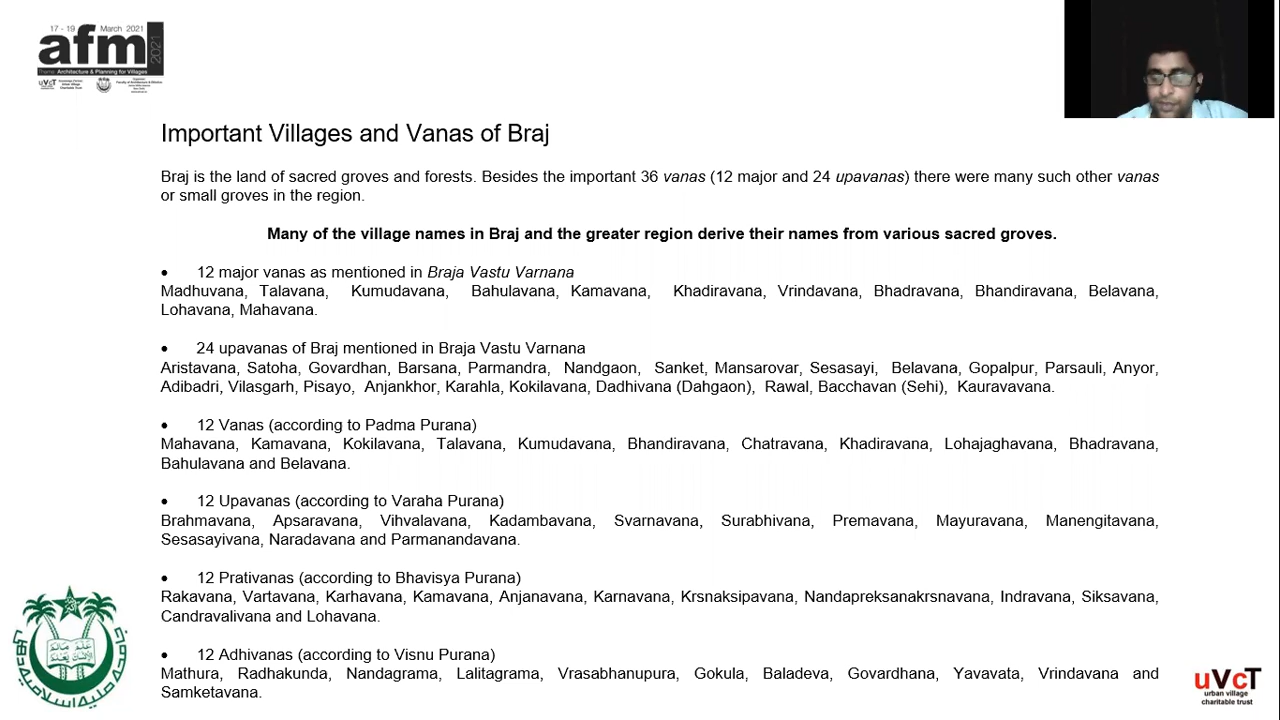 17 - 19 March 2021
afm 2021
Theme: Architecture & Planning for Villages
Important Villages and Vanas of Braj
Braj is the land of sacred groves and forests. Besides the important 36 vanas (12 major and 24 upavanas) there were many such other vanas
or small groves in the region.
Many of the village names in Braj and the greater region derive their names from various sacred groves.
• 12 major vanas as mentioned in Braja Vastu Varnana
Madhuvana, Talavana, Kumudavana, Bahulavana, Kamavana, Khadiravana, Vrindavana, Bhadravana, Bhandiravana, Belavana,
Lohavana, Mahavana.
• 24 upavanas of Braj mentioned in Braja Vastu Varnana
Aristavana, Satoha, Govardhan, Barsana, Parmandra, Nandgaon, Sanket, Mansarovar, Sesasayi, Belavana, Gopalpur, Parsauli, Anyor,
Adibadri, Vilasgarh, Pisayo, Anjankhor, Karahla, Kokilavana, Dadhivana (Dahgaon), Rawal, Bacchavan (Sehi), Kauravavana.
• 12 Vanas (according to Padma Purana)
Mahavana, Kamavana, Kokilavana, Talavana, Kumudavana, Bhandiravana, Chatravana, Khadiravana, Lohajaghavana, Bhadravana,
Bahulavana and Belavana.
• 12 Upavanas (according to Varaha Purana)
Brahmavana, Apsaravana, Vihvalavana, Kadambavana, Svarnavana, Surabhivana, Premavana, Mayuravana, Manengitavana,
Sesasayivana, Naradavana and Parmanandavana.
• 12 Prativanas (according to Bhavisya Purana)
Rakavana, Vartavana, Karhavana, Kamavana, Anjanavana, Karnavana, Krsnaksipavana, Nandapreksanakrsnavana, Indravana, Siksavana,
Candravalivana and Lohavana.
• 12 Adhivanas (according to Visnu Purana)
Mathura, Radhakunda, Nandagrama, Lalitagrama, Vrasabhanupura, Gokula, Baladeva, Govardhana, Yavavata, Vrindavana and
Samketavana.
uVcT
urban village
charitable trust